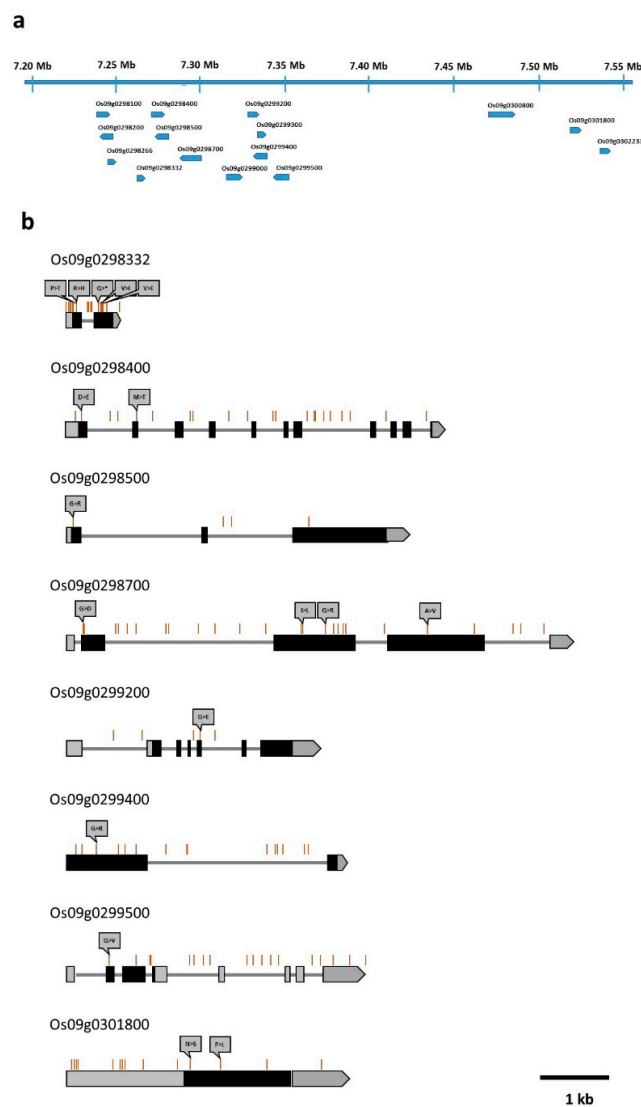 a
7.20 Mb 7.25 Mb 7.30 Mb 7.35 Mb 7.40 Mb 7.45 Mb 7.50 Mb 7.55 Mb
Os09g0298100 Os09g0298400 Os09g0299200 Os09g0300800
Os09g0298200 Os09g0298500 Os09g0299300 Os09g0301800
Os09g0298266 Os09g0298700 Os09g0299400 Os09g030223
Os09g0298332 Os09g0299000 Os09g0299500
b
Os09g0298332
P>T R>H Q>* V>I V>E
Os09g0298400
D>E M>T
Os09g0298500
G>R
Os09g0298700
G>D I>L Q>R A>V
Os09g0299200
G>E
Os09g0299400
G>R
Os09g0299500
G>V
Os09g0301800
N>S P>L
1 kb